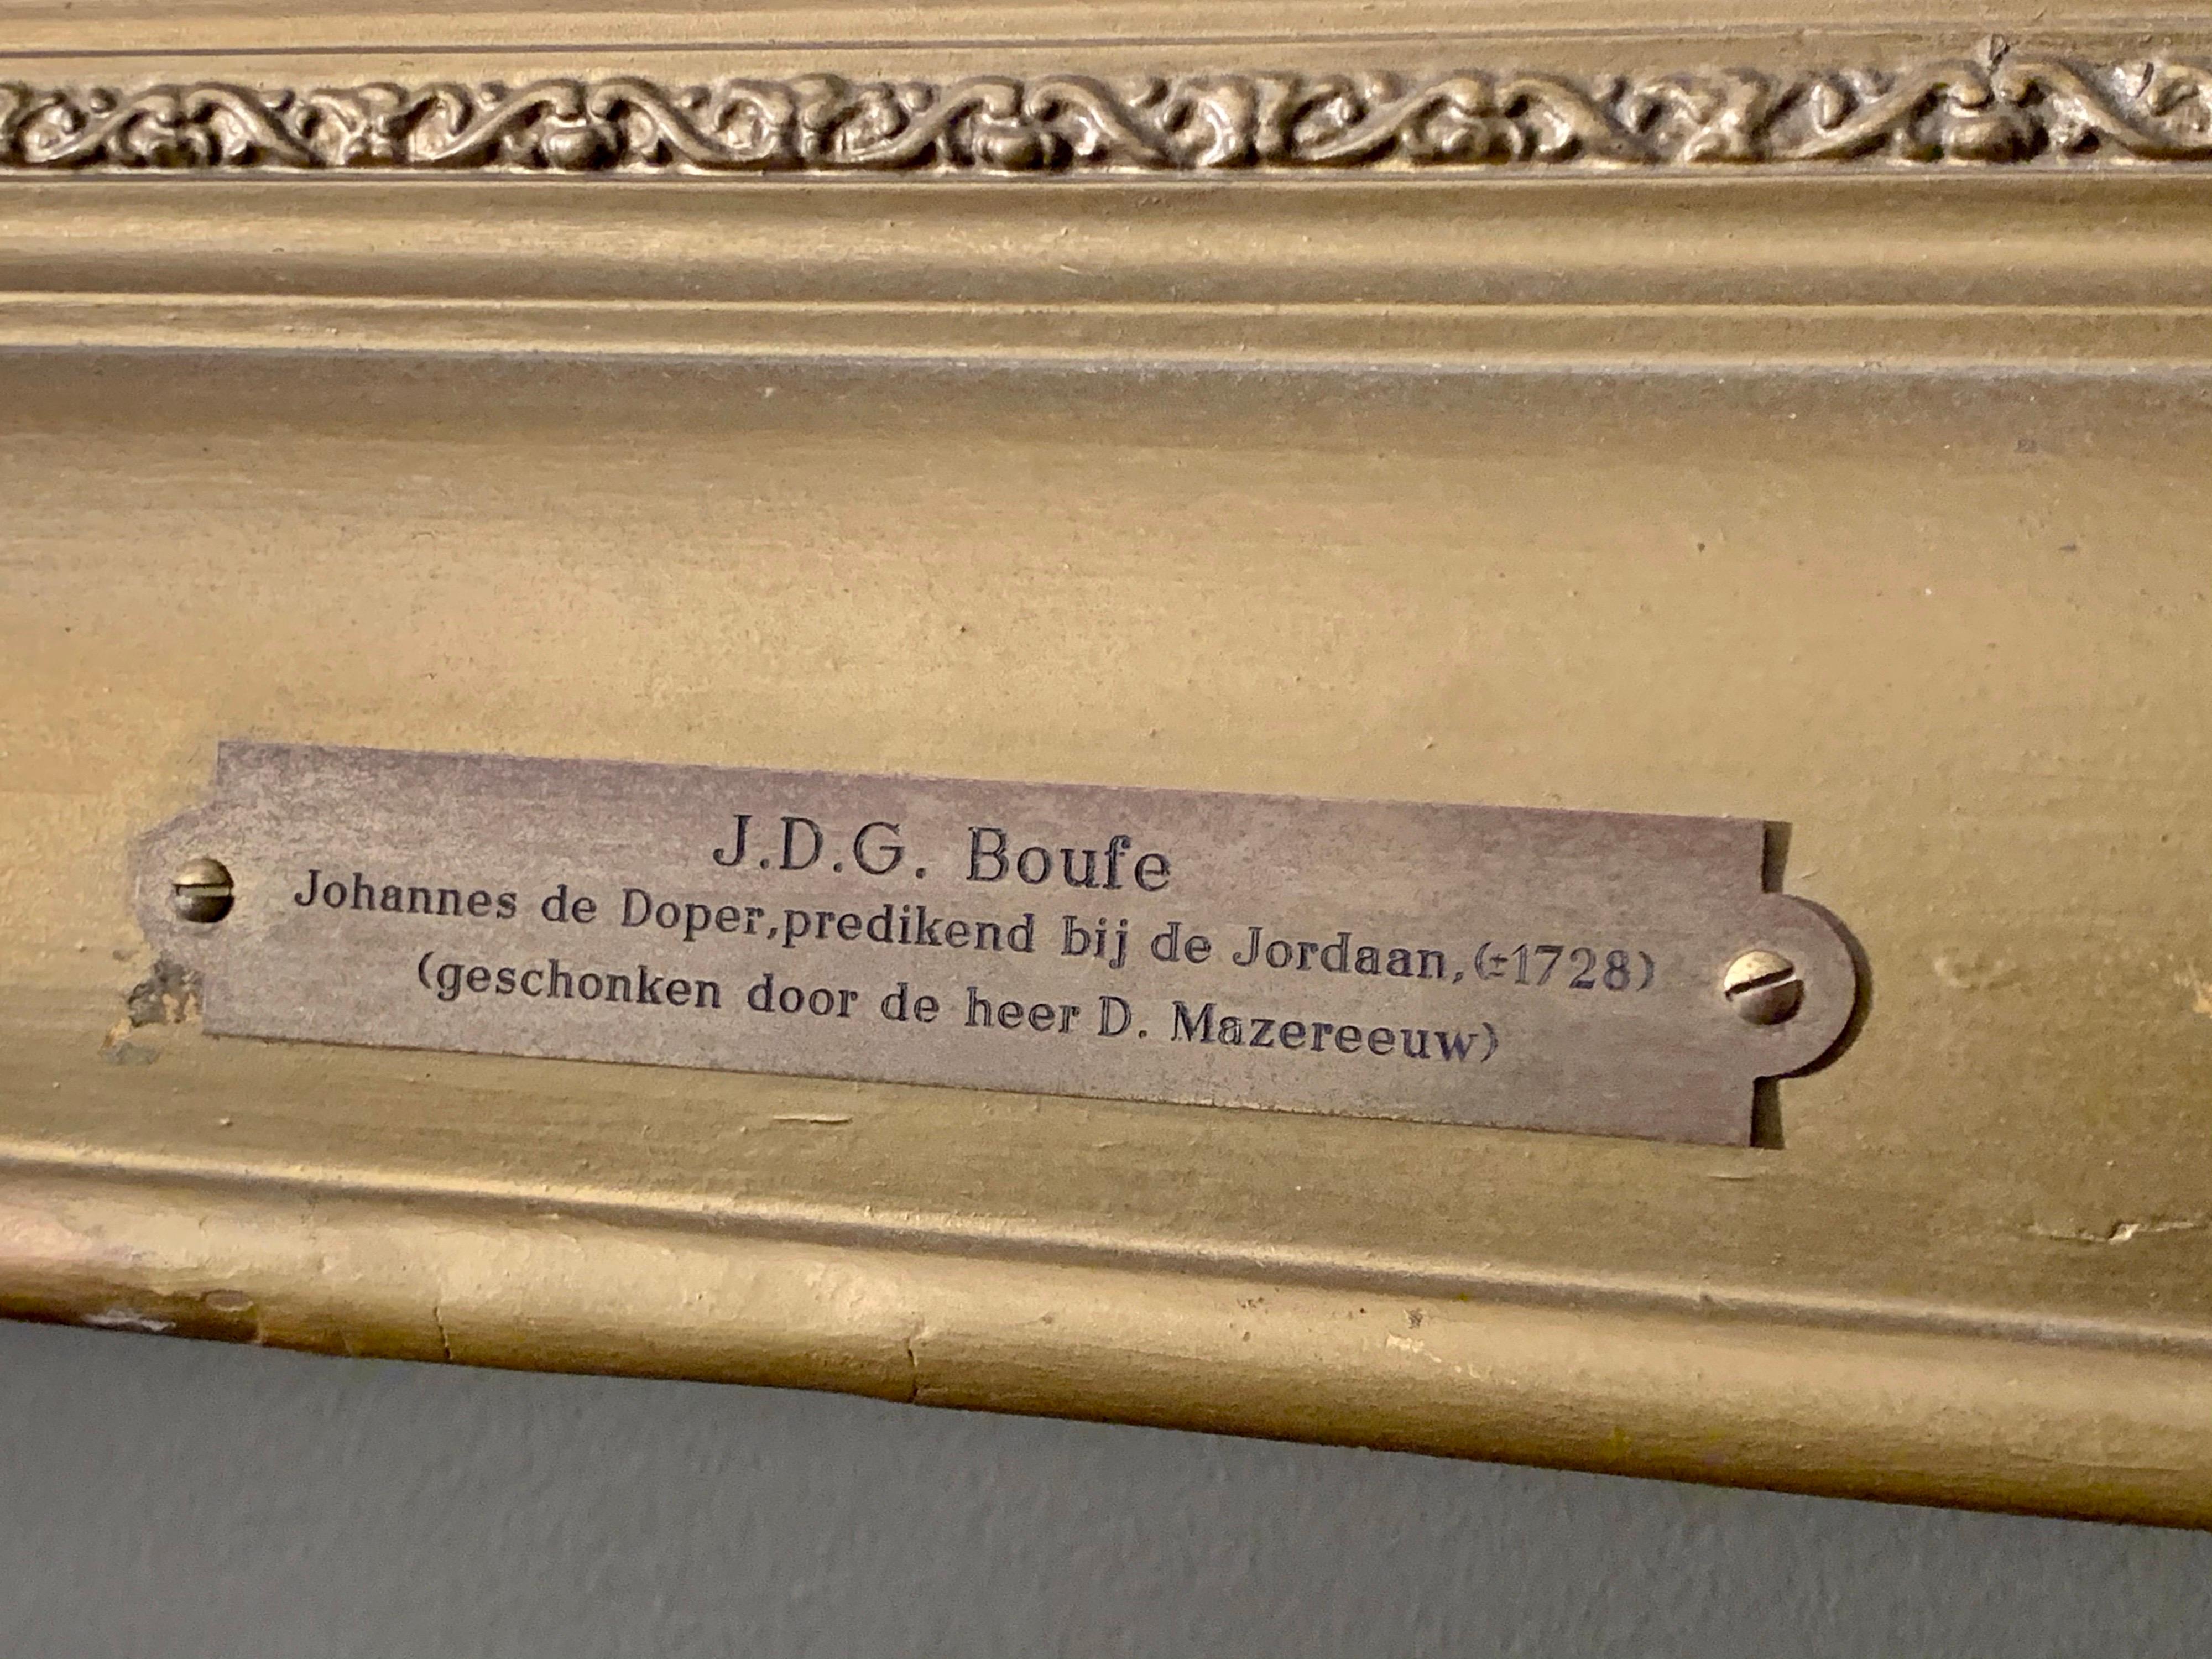 J.D.G. Boufe
Johannes de Doper,predikend bij de Jordaan,(±1728)
(geschonken door de heer D. Mazereeuw)